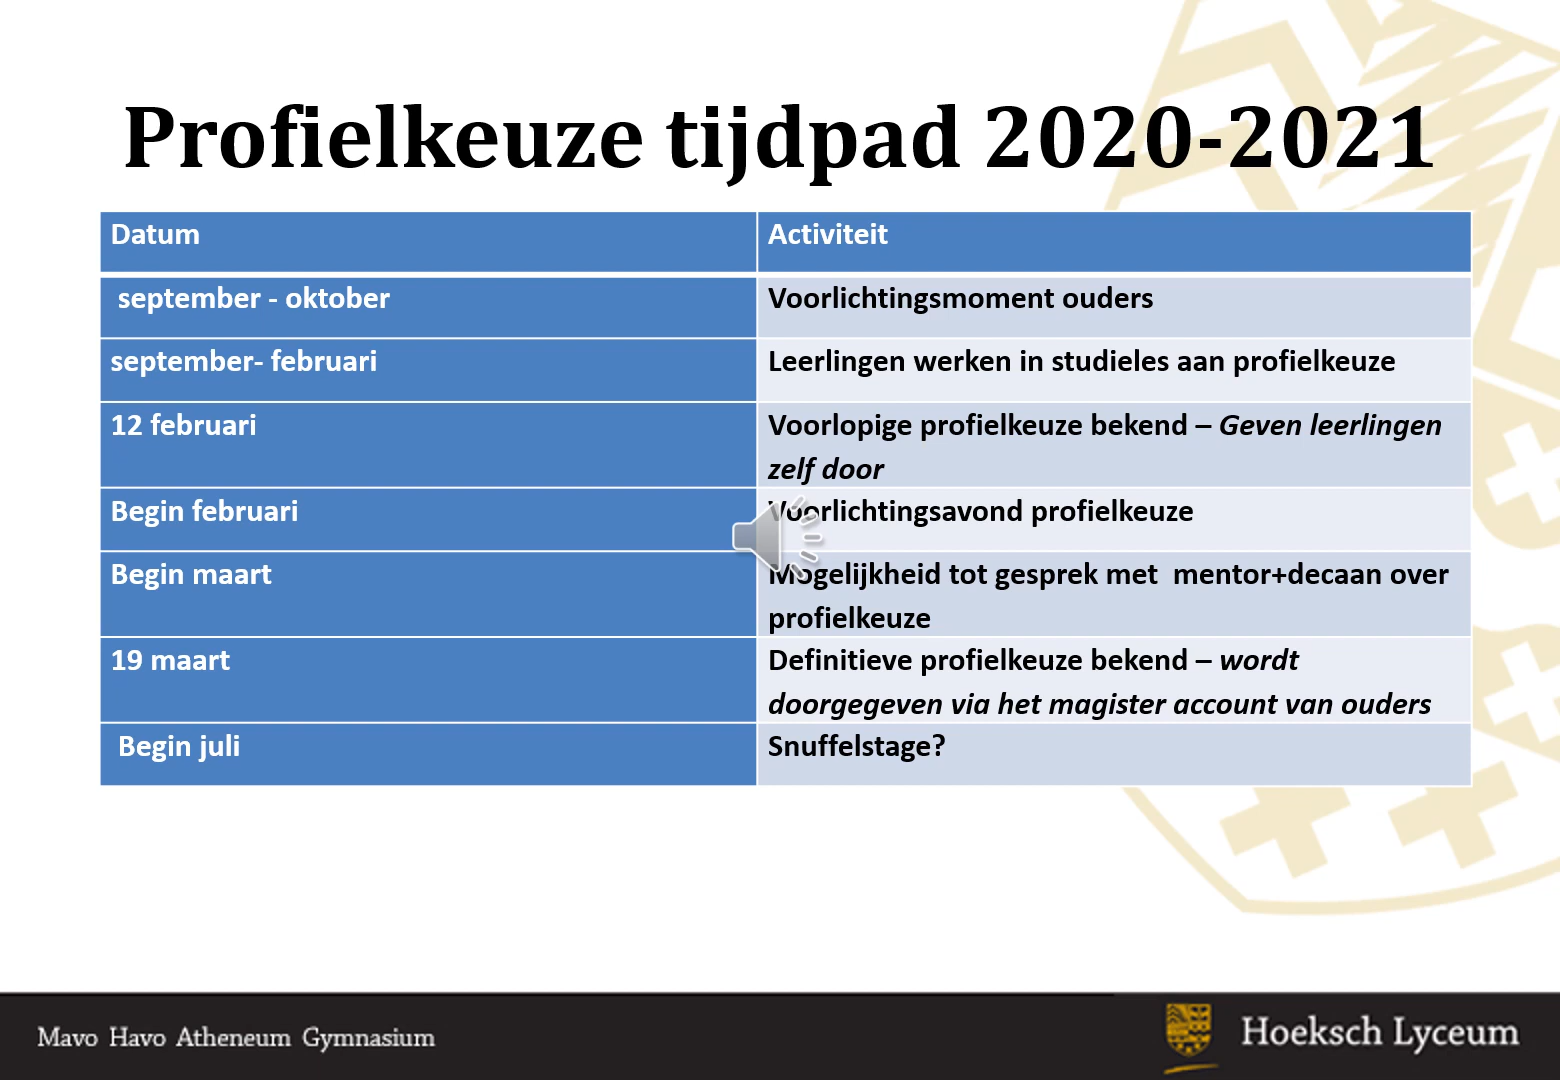 Profielkeuze tijdpad 2020-2021
Datum
Activiteit
september - oktober
Voorlichtingsmoment ouders
september- februari
Leerlingen werken in studieles aan profielkeuze
12 februari
Voorlopige profielkeuze bekend – Geven leerlingen
zelf door
Begin februari
Voorlichtingsavond profielkeuze
Begin maart
Mogelijkheid tot gesprek met  mentor+decaan over
profielkeuze
19 maart
Definitieve profielkeuze bekend – wordt
doorgegeven via het magister account van ouders
Begin juli
Snuffelstage?
Mavo Havo Atheneum Gymnasium
Hoeksch Lyceum